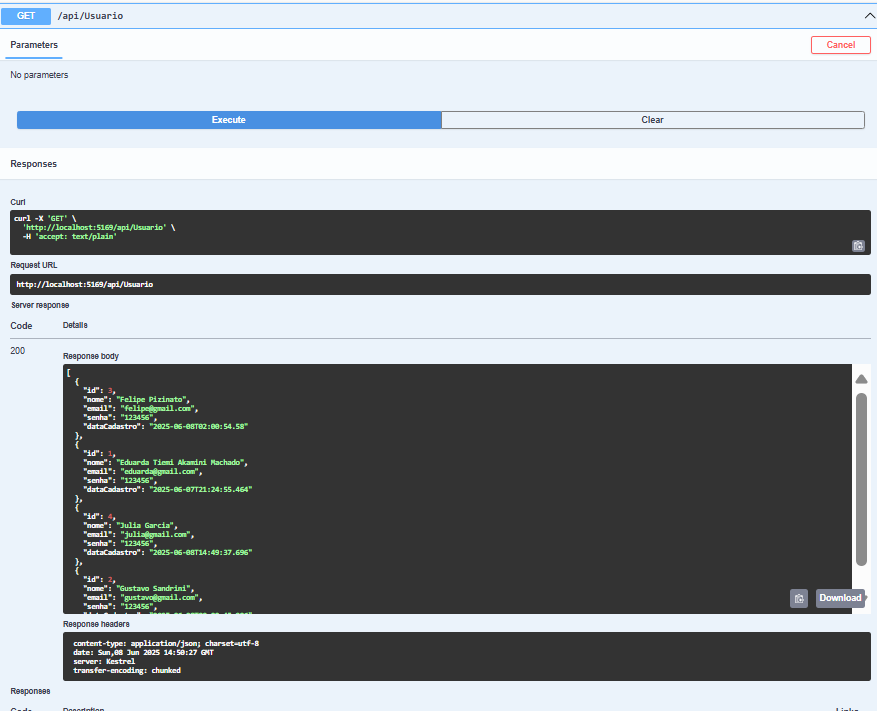 GET /api/Usuario
Parameters
Cancel
No parameters
Execute
Clear
Responses
Curl
curl -X 'GET' \
'http://localhost:5169/api/Usuario' \
-H 'accept: text/plain'
Request URL
http://localhost:5169/api/Usuario
Server response
Code Details
200
Response body
[
{
"id": 3,
"nome": "Felipe Pizinato",
"email": "felipe@gmail.com",
"senha": "123456",
"dataCadastro": "2025-06-08T02:00:54.58"
},
{
"id": 1,
"nome": "Eduarda Tiemi Akamini Machado",
"email": "eduarda@gmail.com",
"senha": "123456",
"dataCadastro": "2025-06-07T21:24:55.464"
},
{
"id": 4,
"nome": "Julia Garcia",
"email": "julia@gmail.com",
"senha": "123456",
"dataCadastro": "2025-06-08T14:49:37.696"
},
{
"id": 2,
"nome": "Gustavo Sandrini",
"email": "gustavo@gmail.com",
"senha": "123456",
Download
Response headers
content-type: application/json; charset=utf-8
date: Sun,08 Jun 2025 14:50:27 GMT
server: Kestrel
transfer-encoding: chunked
Responses
Code Description Links